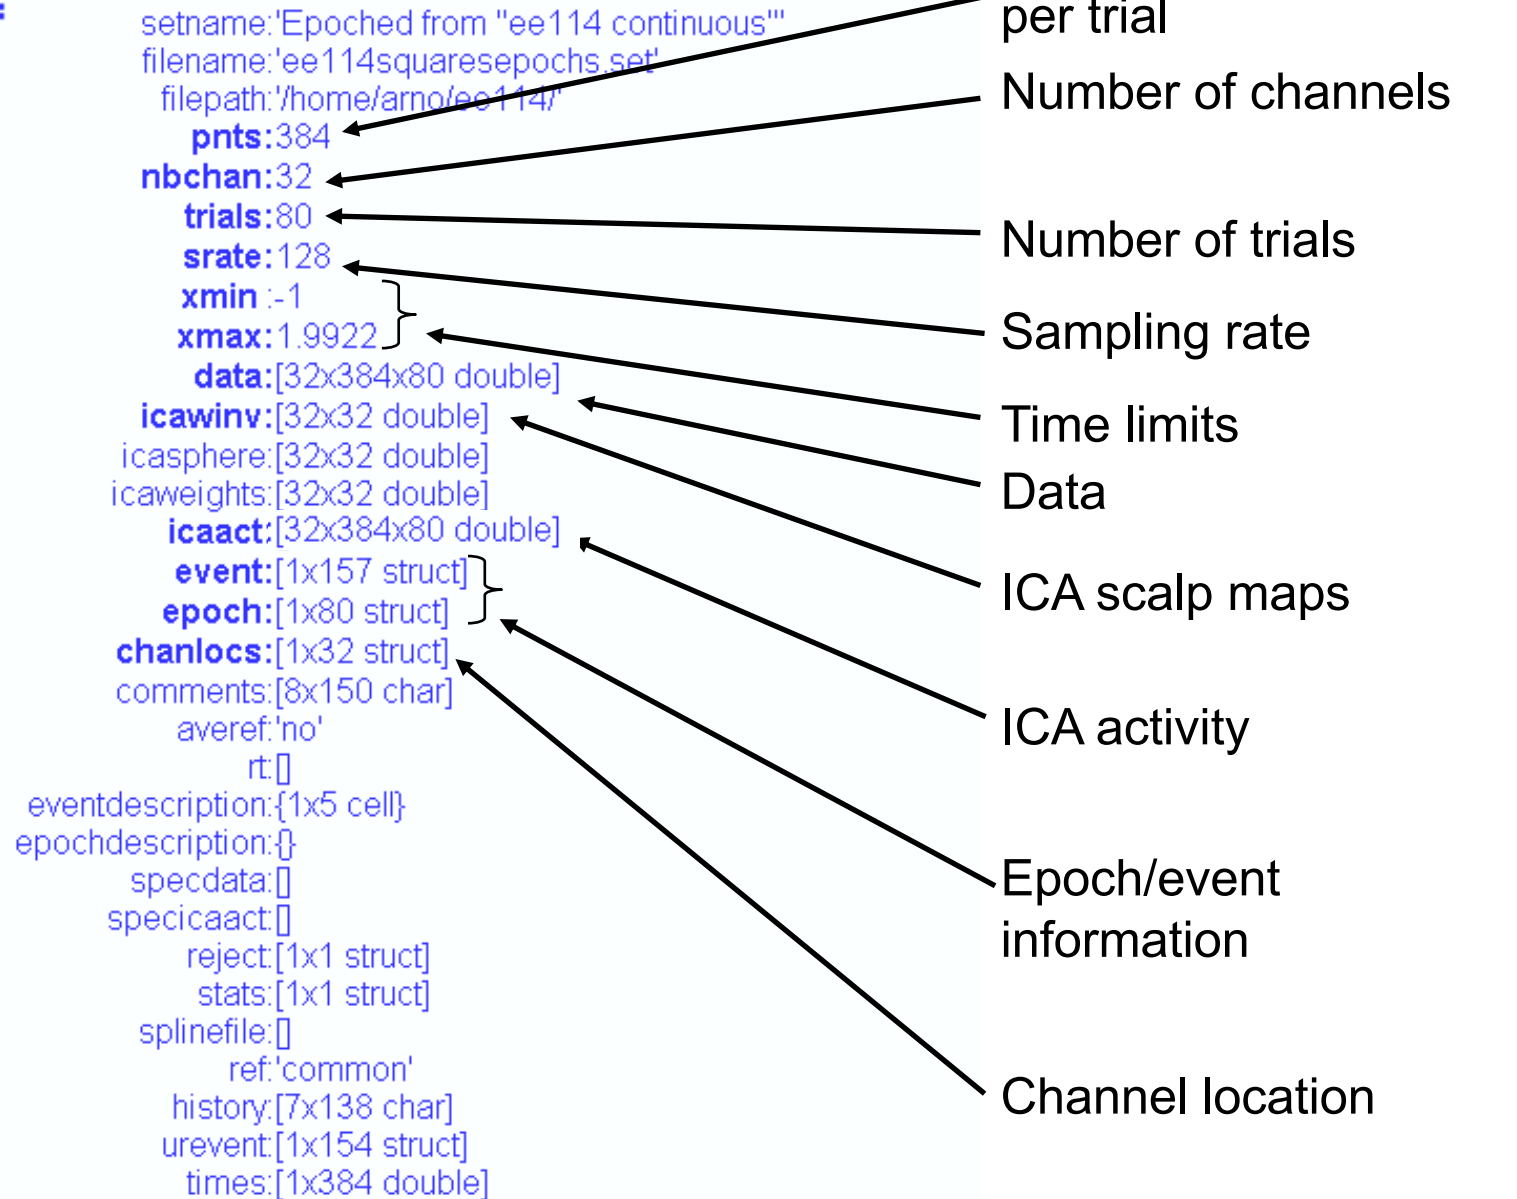 setname:'Epoched from "ee114 continuous"'
filename:'ee114squaresepochs.set'
filepath:'/home/arno/ee114/'
pnts:384
nbchan:32
trials:80
srate:128
xmin :-1
xmax:1.9922
data:[32x384x80 double]
icawinv:[32x32 double]
icasphere:[32x32 double]
icaweights:[32x32 double]
icaact:[32x384x80 double]
event:[1x157 struct]
epoch:[1x80 struct]
chanlocs:[1x32 struct]
comments:[8x150 char]
averef:'no'
rt:[]
eventdescription:{1x5 cell}
epochdescription:{}
specdata:[]
specicaact:[]
reject:[1x1 struct]
stats:[1x1 struct]
splinefile:[]
ref:'common'
history:[7x138 char]
urevent:[1x154 struct]
times:[1x384 double]
per trial
Number of channels
Number of trials
Sampling rate
Time limits
Data
ICA scalp maps
ICA activity
Epoch/event
information
Channel location